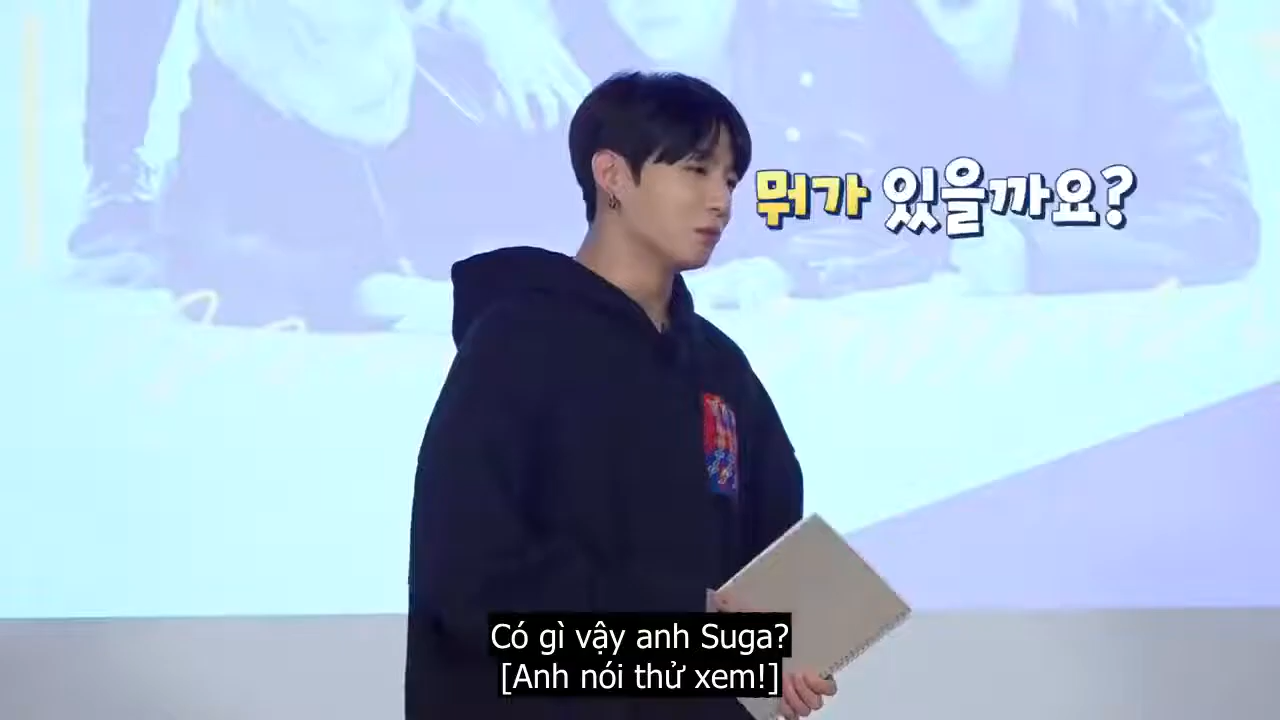 뭐가 있을까요?
Có gì vậy anh Suga?
[Anh nói thử xem!]